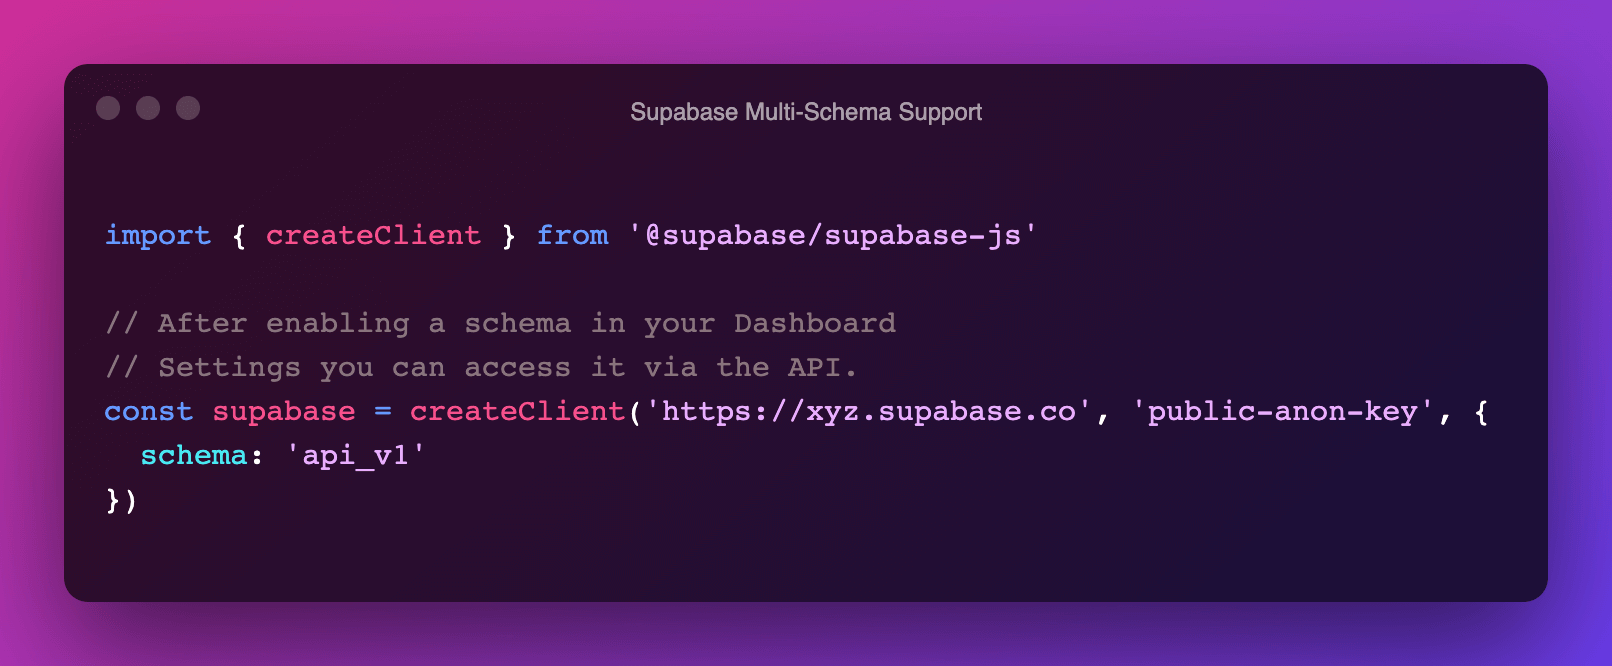 Supabase Multi-Schema Support
import { createClient } from '@supabase/supabase-js'
// After enabling a schema in your Dashboard
// Settings you can access it via the API.
const supabase = createClient('https://xyz.supabase.co', 'public-anon-key', {
  schema: 'api_v1'
})